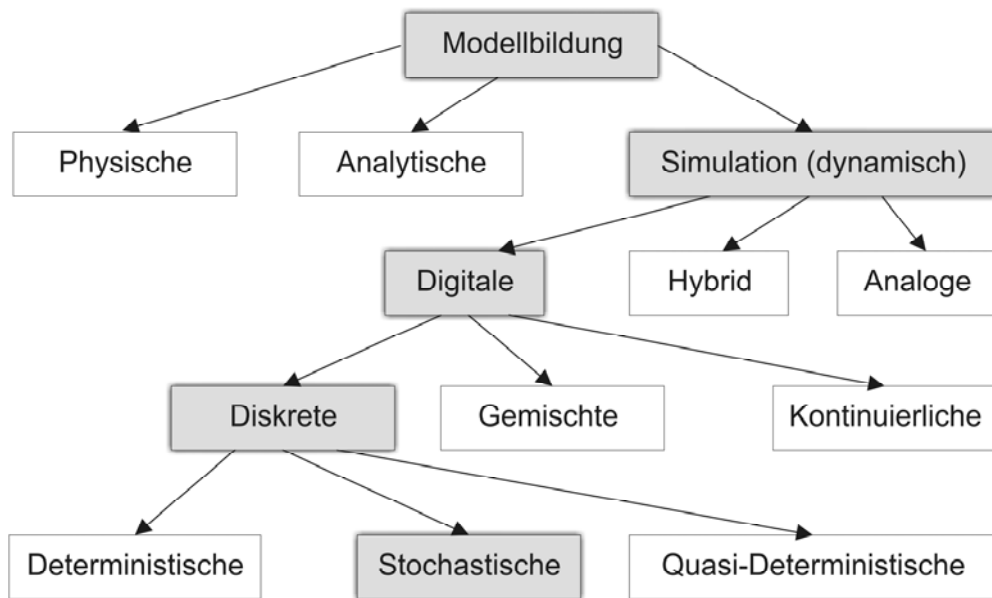 Modellbildung
Physische
Analytische
Simulation (dynamisch)
Digitale
Hybrid
Analoge
Diskrete
Gemischte
Kontinuierliche
Deterministische
Stochastische
Quasi-Deterministische